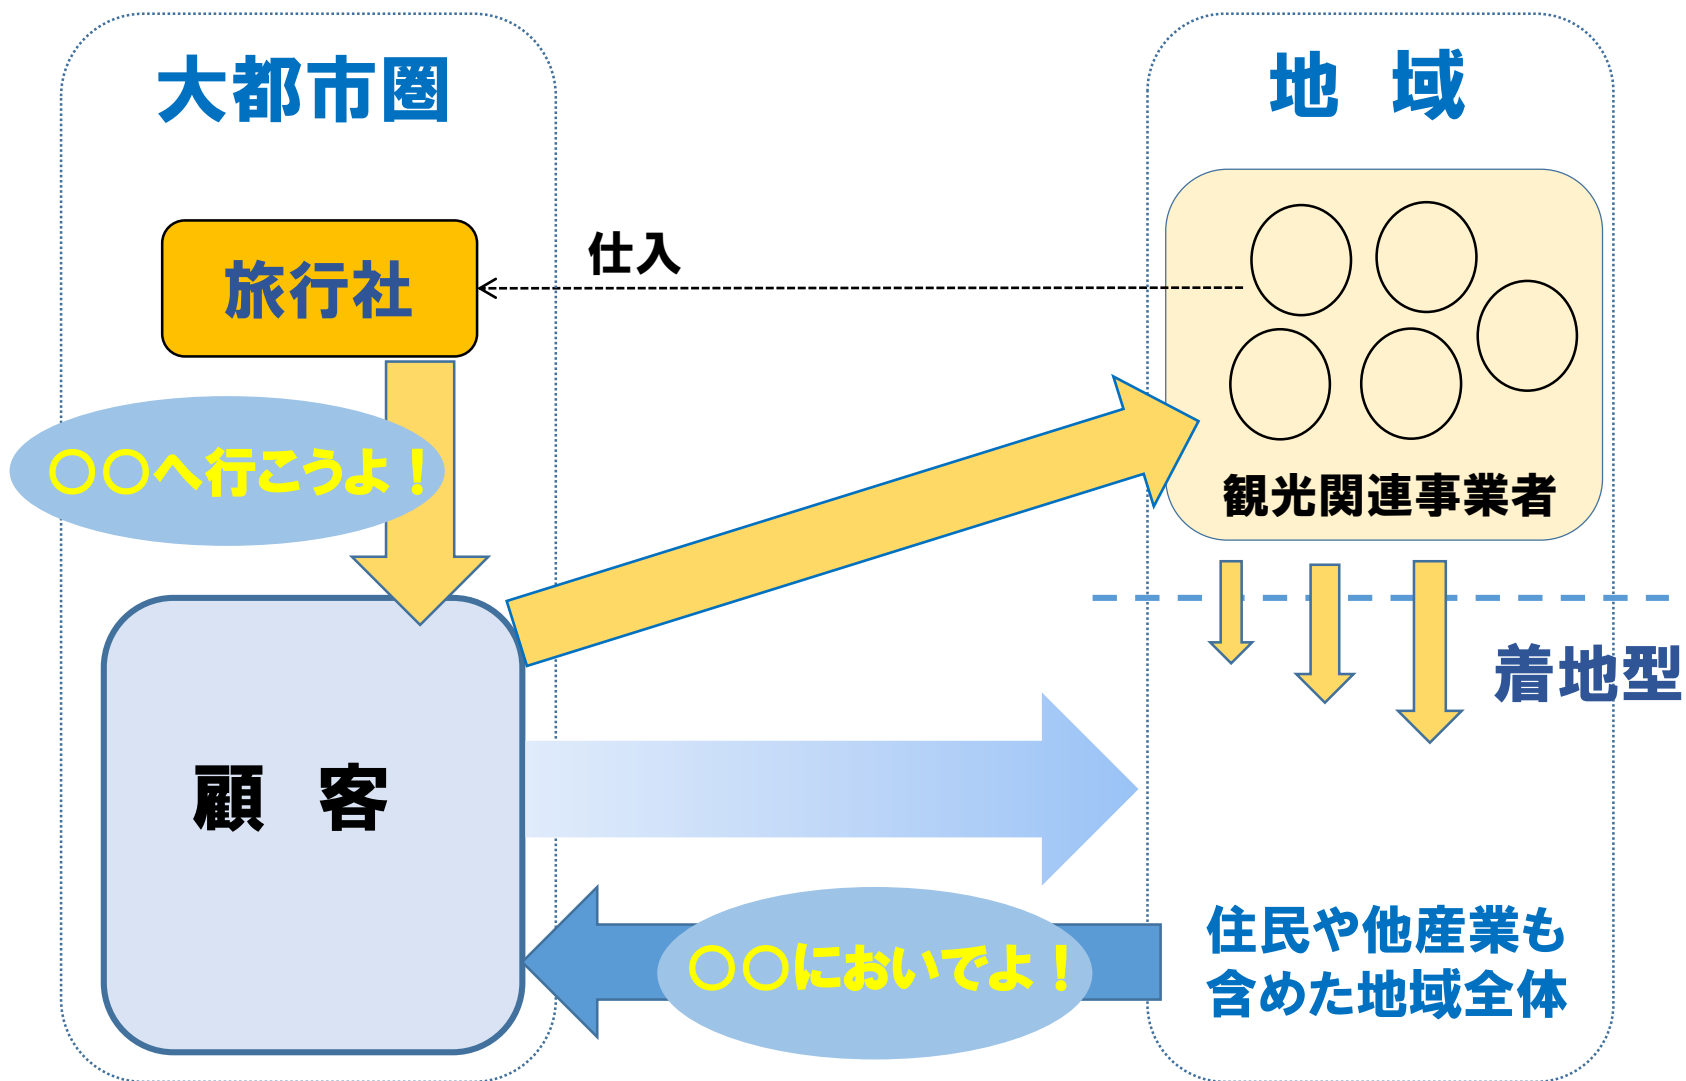 大都市圏
地 域
仕入
旅行社
〇〇へ行こうよ！
観光関連事業者
着地型
顧 客
住民や他産業も
含めた地域全体
〇〇においでよ！